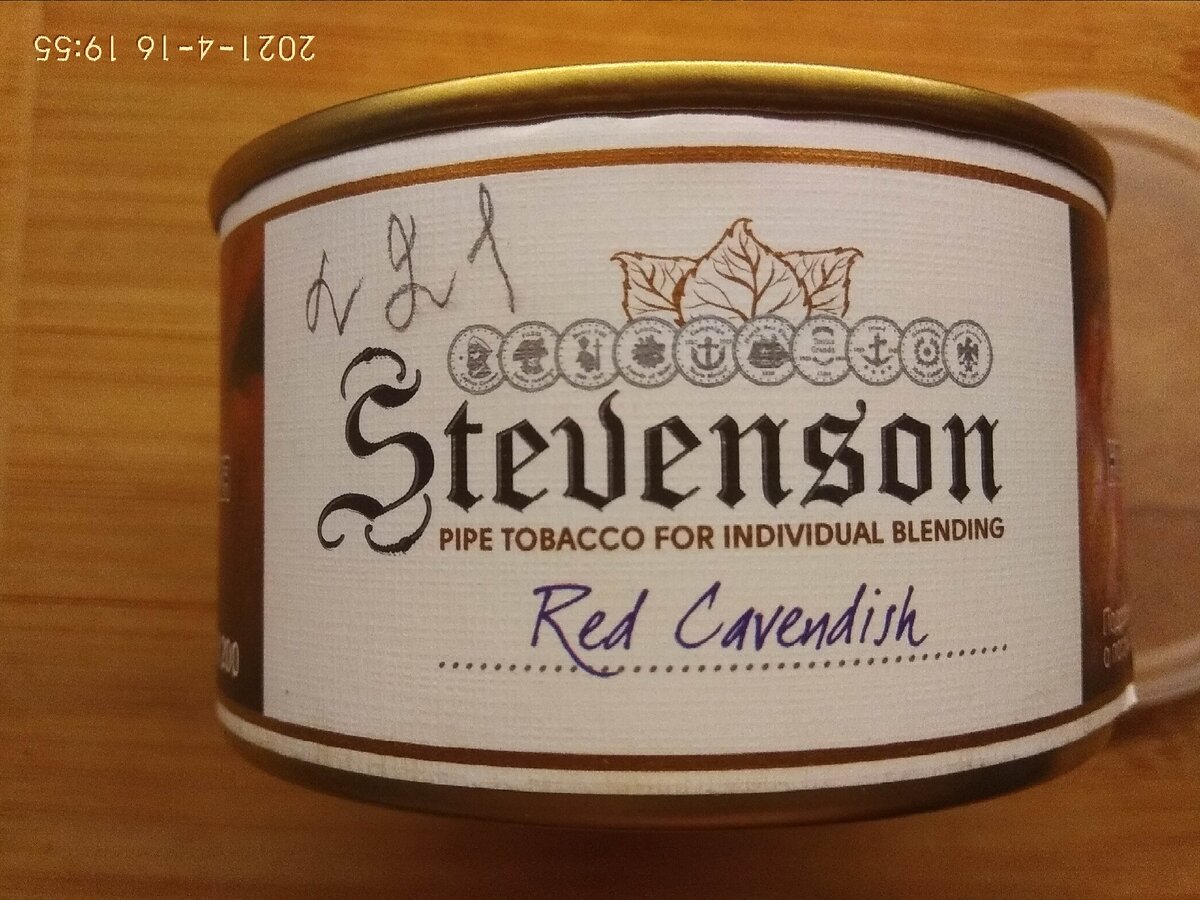 2021-4-16 19:55
Stevenson
PIPE TOBACCO FOR INDIVIDUAL BLENDING
Red Cavendish